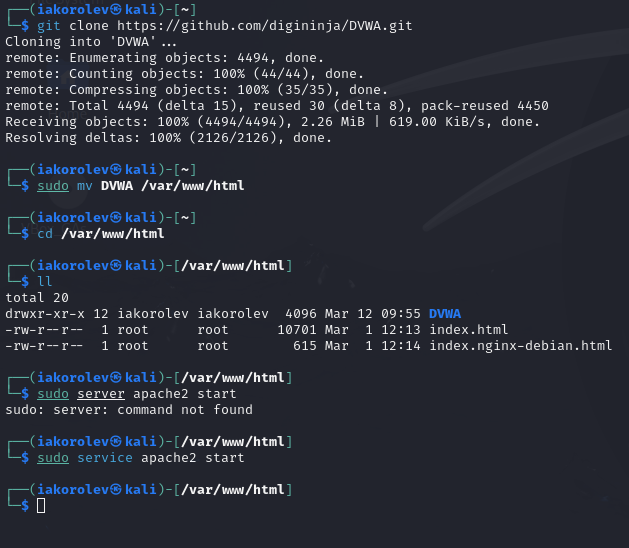 ┌──(iakorolev㉿kali)-[~]
└─$ git clone https://github.com/digininja/DVWA.git
Cloning into 'DVWA'...
remote: Enumerating objects: 4494, done.
remote: Counting objects: 100% (44/44), done.
remote: Compressing objects: 100% (35/35), done.
remote: Total 4494 (delta 15), reused 30 (delta 8), pack-reused 4450
Receiving objects: 100% (4494/4494), 2.26 MiB | 619.00 KiB/s, done.
Resolving deltas: 100% (2126/2126), done.
┌──(iakorolev㉿kali)-[~]
└─$ sudo mv DVWA /var/www/html
┌──(iakorolev㉿kali)-[~]
└─$ cd /var/www/html
┌──(iakorolev㉿kali)-[/var/www/html]
└─$ ll
total 20
drwxr-xr-x 12 iakorolev iakorolev  4096 Mar 12 09:55 DVWA
-rw-r--r--  1 root      root      10701 Mar  1 12:13 index.html
-rw-r--r--  1 root      root        615 Mar  1 12:14 index.nginx-debian.html
┌──(iakorolev㉿kali)-[/var/www/html]
└─$ sudo server apache2 start
sudo: server: command not found
┌──(iakorolev㉿kali)-[/var/www/html]
└─$ sudo service apache2 start
┌──(iakorolev㉿kali)-[/var/www/html]
└─$